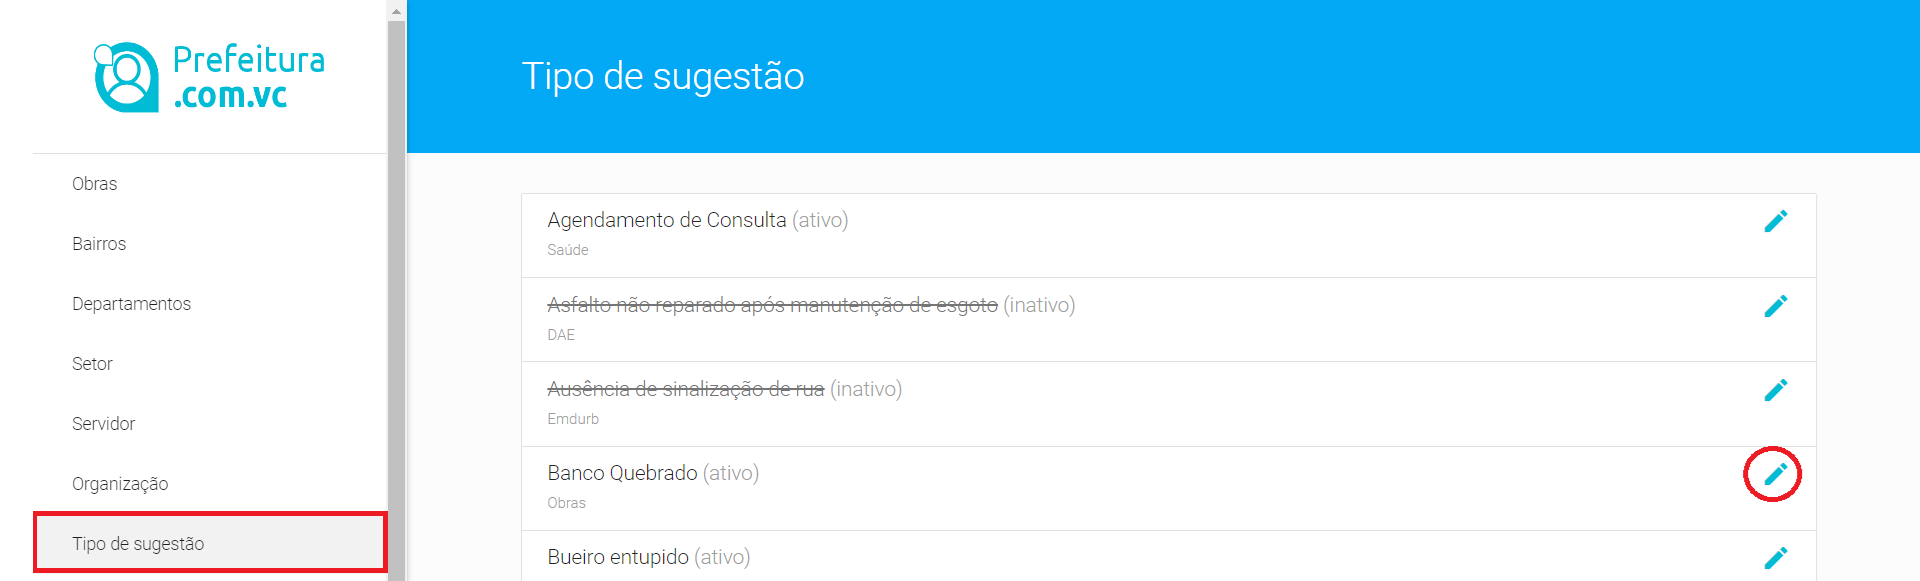 Prefeitura
.com.vc
Obras
Bairros
Departamentos
Setor
Servidor
Organização
Tipo de sugestão
Tipo de sugestão
Agendamento de Consulta (ativo)
Saúde
Asfalto não reparado após manutenção de esgoto (inativo)
DAE
Ausência de sinalização de rua (inativo)
Emdurb
Banco Quebrado (ativo)
Obras
Bueiro entupido (ativo)